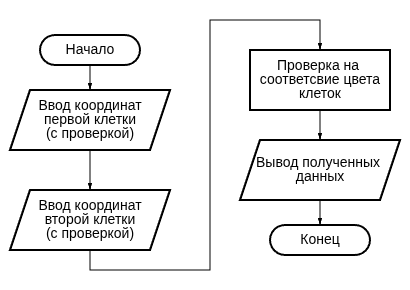 Начало
Ввод координат
первой клетки
(с проверкой)
Ввод координат
второй клетки
(с проверкой)
Проверка на
соответсвие цвета
клеток
Вывод полученных
данных
Конец